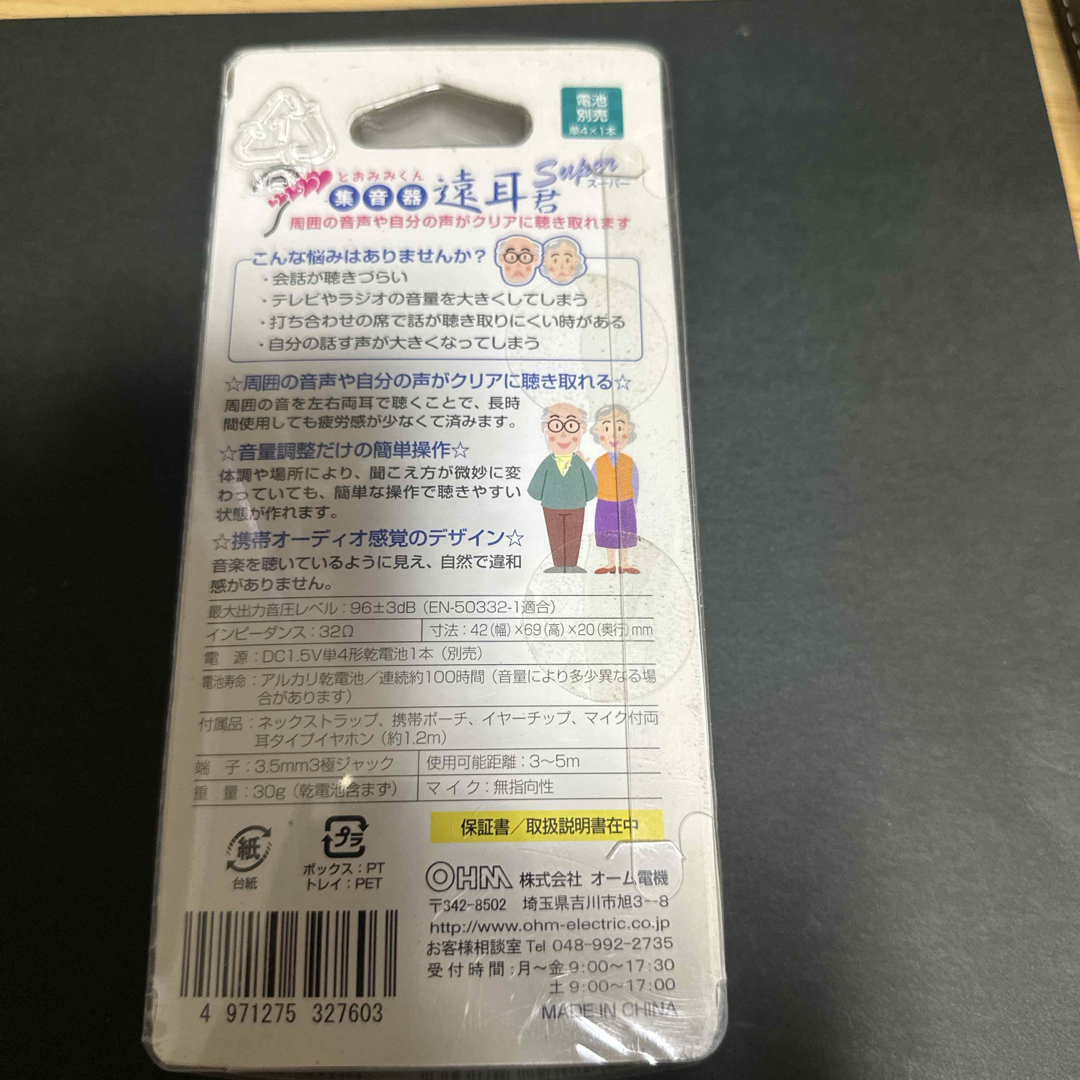 電池
別売
単4×1本
とおみみくん
集音器 遠耳君 Super
スーパー
周囲の音声や自分の声がクリアに聴き取れます
こんな悩みはありませんか?
・会話が聴きづらい
・テレビやラジオの音量を大きくしてしまう
・打ち合わせの席で話が聴き取りにくい時がある
・自分の話す声が大きくなってしまう
☆周囲の音声や自分の声がクリアに聴き取れる☆
周囲の音を左右両耳で聴くことで、長時
間使用しても疲労感が少なくて済みます。
☆音量調整だけの簡単操作☆
体調や場所により、聞こえ方が微妙に変
わっていても、簡単な操作で聴きやすい
状態が作れます。
☆携帯オーディオ感覚のデザイン☆
音楽を聴いているように見え、自然で違和
感がありません。
最大出力音圧レベル:96±3dB(EN-50332-1適合)
インピーダンス:32Ω 寸法:42(幅)×69(高)×20(奥行)mm
電 源:DC1.5V単4形乾電池1本(別売)
電池寿命:アルカリ乾電池/連続約100時間(音量により多少異なる場
合があります)
付属品:ネックストラップ、携帯ポーチ、イヤーチップ、マイク付両
耳タイプイヤホン(約1.2m)
端 子:3.5mm3極ジャック 使用可能距離:3~5m
重 量:30g(乾電池含まず) マイク:無指向性
保証書/取扱説明書在中
紙
台紙
プラ
ボックス:PT
トレイ:PET
OHM 株式会社 オーム電機
〒342-8502 埼玉県吉川市旭3-8
http://www.ohm-electric.co.jp
お客様相談室 Tel 048-992-2735
受付時間:月~金 9:00~17:30
土 9:00~17:00
MADE IN CHINA
4 971275 327603